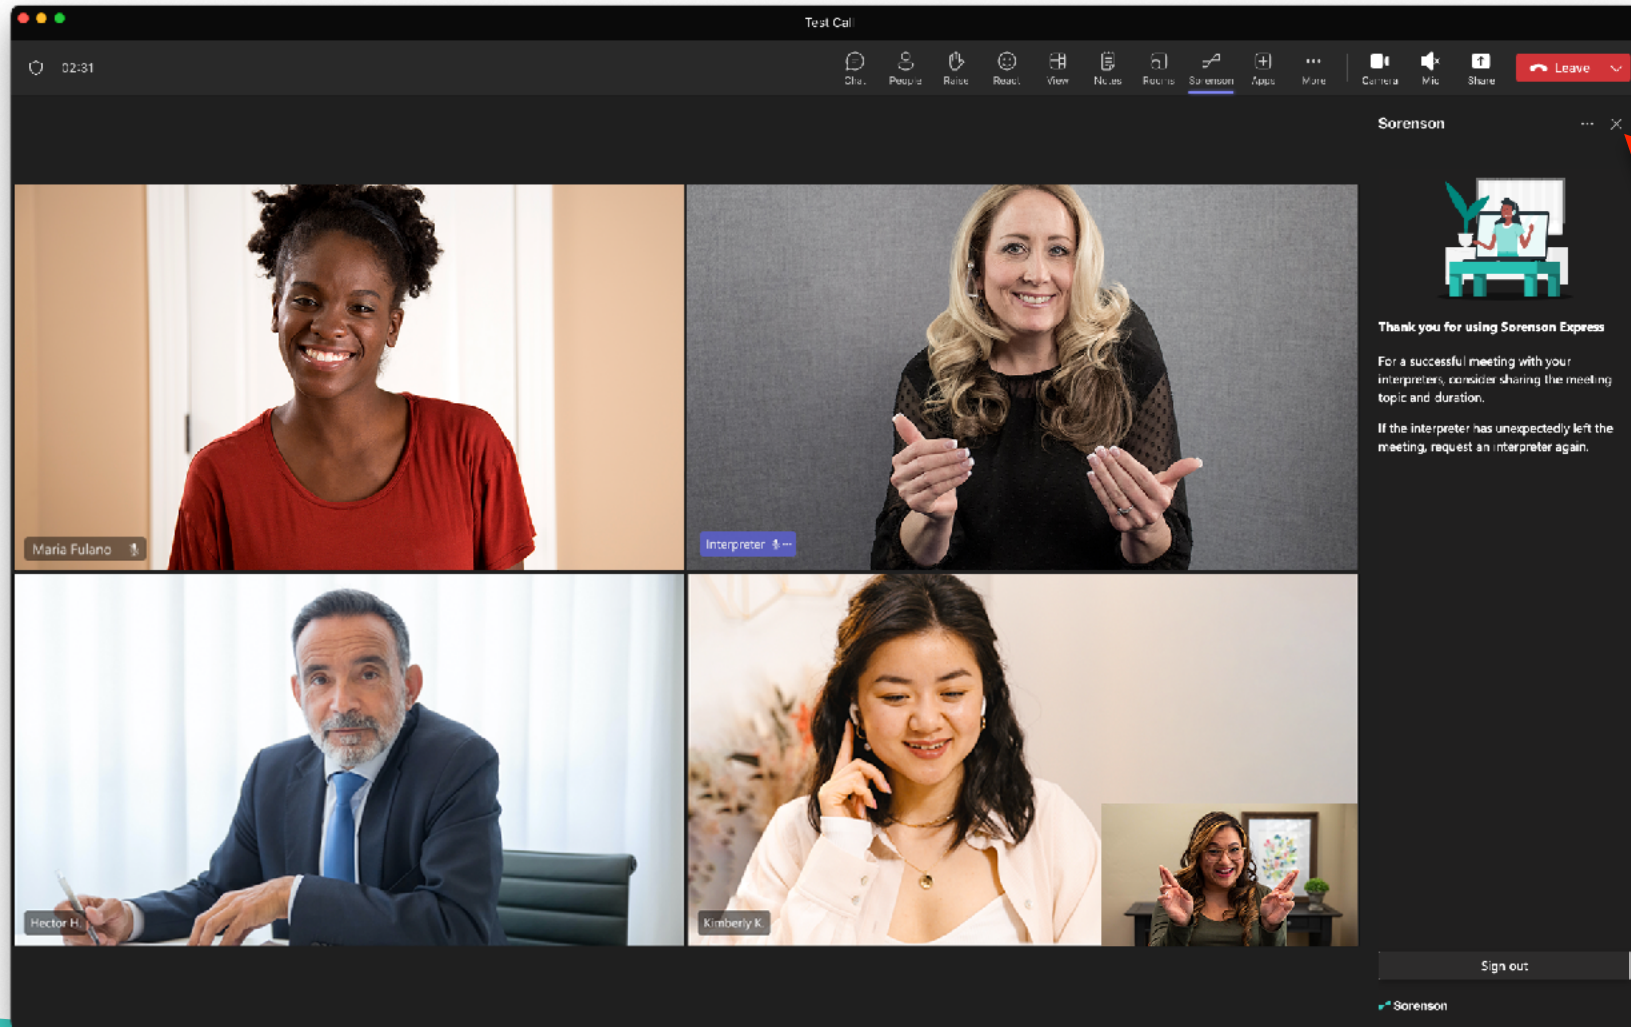 Test Call
02:31
Chat People Raise React View Notes Rooms Sorenson Apps More Camera Mic Share Leave
Sorenson
Thank you for using Sorenson Express
For a successful meeting with your
interpreters, consider sharing the meeting
topic and duration.
If the interpreter has unexpectedly left the
meeting, request an interpreter again.
Maria Fulano
Interpreter
Hector H.
Kimberly K.
Sign out
Sorenson